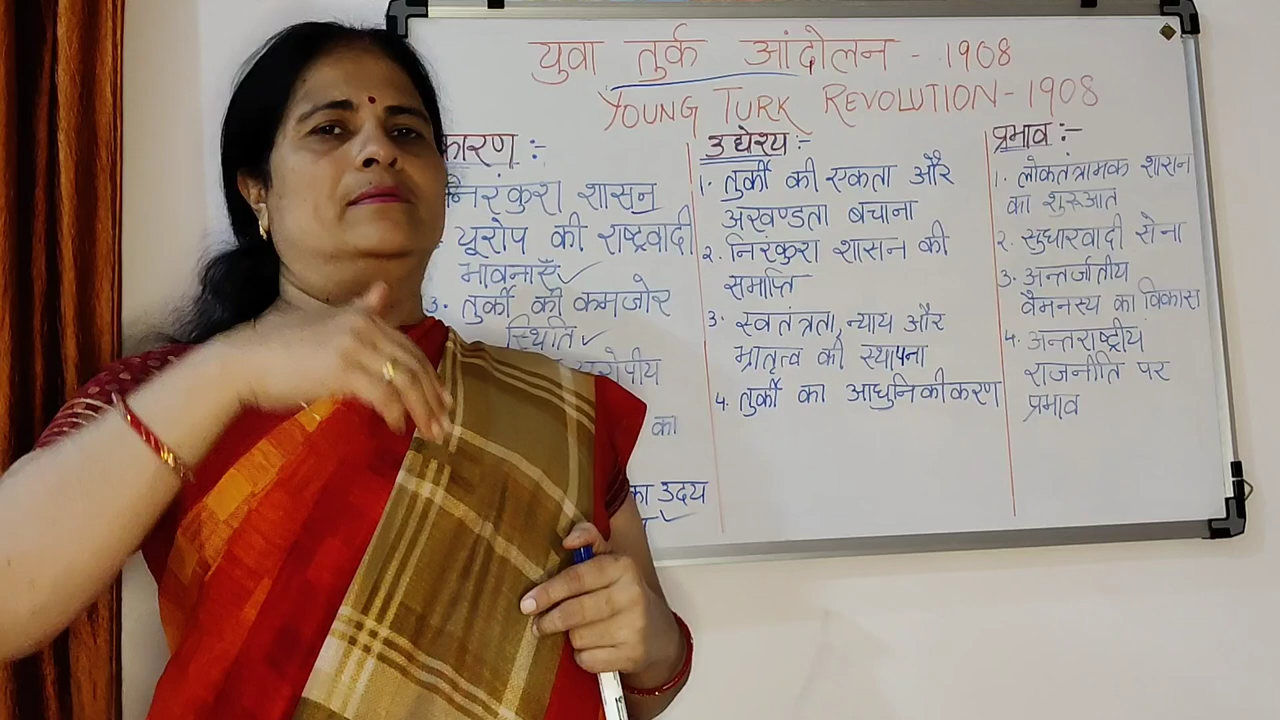 युवा तुर्क आंदोलन - 1908
YOUNG TURK REVOLUTION-1908
कारण :-
निरंकुश शासन
यूरोप की राष्ट्रवादी
भावनाएँ
3. तुर्की की कमजोर
स्थिति
का
का उदय
उद्येश्य :-
1. तुर्की की एकता और
अखण्डता बचाना
2. निरकुश शासन की
समाप्ति
3. स्वतंत्रता, न्याय और
भ्रातृत्व की स्थापना
4. तुर्की का आधुनिकीकरण
प्रभाव :-
1. लोकतंत्रामक शासन
का शुरुआत
2. सुधारवादी सेना
3. अन्तर्जातीय
वैमनस्य का विकास
4. अन्तराष्ट्रीय
राजनीति पर
प्रभाव